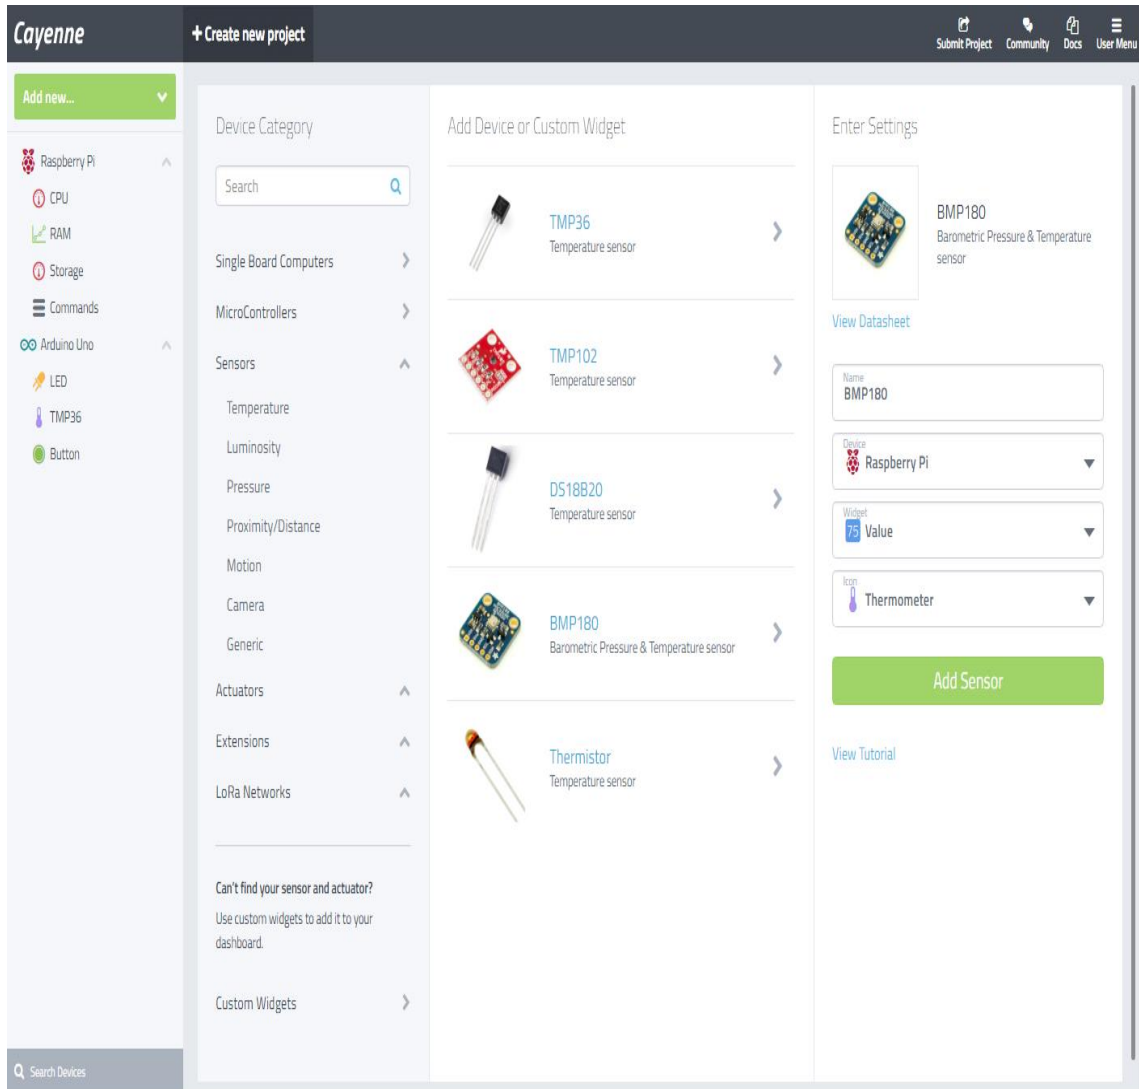 Cayenne
+ Create new project
Submit Project
Community
Docs
User Menu
Add new...
Raspberry Pi
CPU
RAM
Storage
Commands
Arduino Uno
LED
TMP36
Button
Search Devices
Device Category
Search
Single Board Computers
MicroControllers
Sensors
Temperature
Luminosity
Pressure
Proximity/Distance
Motion
Camera
Generic
Actuators
Extensions
LoRa Networks
Can't find your sensor and actuator?
Use custom widgets to add it to your
dashboard.
Custom Widgets
Add Device or Custom Widget
TMP36
Temperature sensor
TMP102
Temperature sensor
DS18B20
Temperature sensor
BMP180
Barometric Pressure & Temperature sensor
Thermistor
Temperature sensor
Enter Settings
BMP180
Barometric Pressure & Temperature
sensor
View Datasheet
Name
BMP180
Device
Raspberry Pi
Widget
75 Value
Icon
Thermometer
Add Sensor
View Tutorial